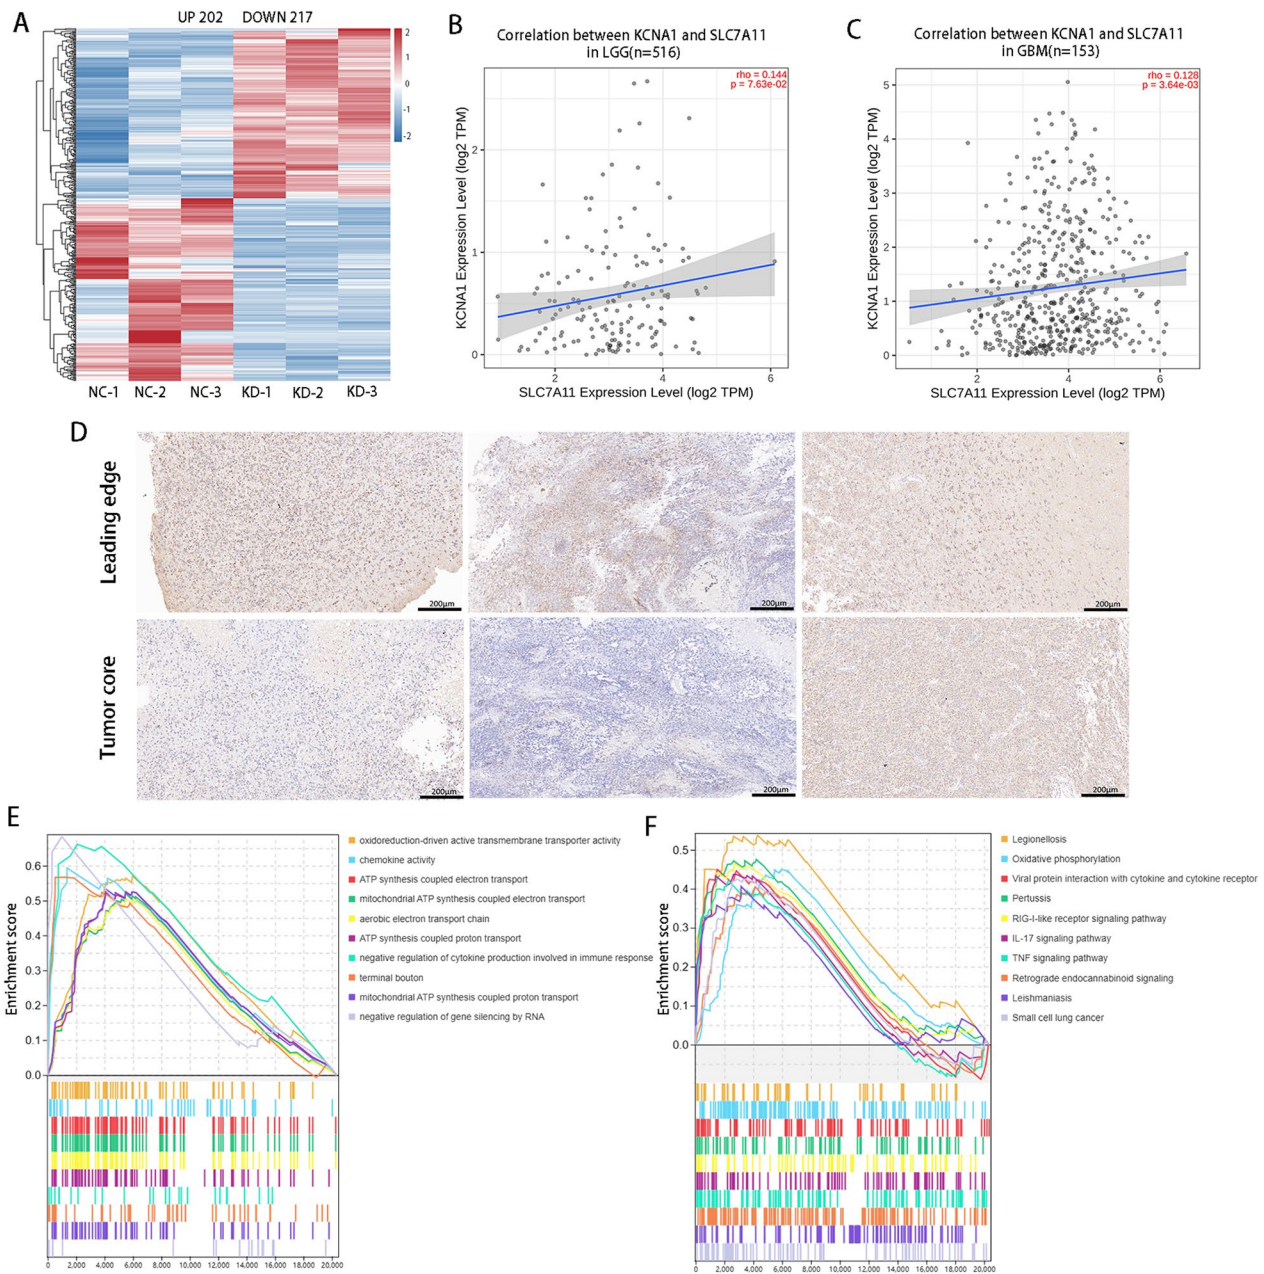 A
UP 202 DOWN 217
2
1
0
-1
-2
NC-1 NC-2 NC-3 KD-1 KD-2 KD-3
B
Correlation between KCNA1 and SLC7A11
in LGG(n=516)
rho = 0.144
p = 7.63e-02
KCNA1 Expression Level (log2 TPM)
2
1
0
2 4 6
SLC7A11 Expression Level (log2 TPM)
C
Correlation between KCNA1 and SLC7A11
in GBM(n=153)
rho = 0.128
p = 3.64e-03
KCNA1 Expression Level (log2 TPM)
5
4
3
2
1
0
2 4 6
SLC7A11 Expression Level (log2 TPM)
D
Leading edge
200μm 200μm 200μm
Tumor core
200μm 200μm 200μm
E
Enrichment score
0.6
0.5
0.4
0.3
0.2
0.1
0.0
0 2,000 4,000 6,000 8,000 10,000 12,000 14,000 16,000 18,000 20,000
oxidoreduction-driven active transmembrane transporter activity
chemokine activity
ATP synthesis coupled electron transport
mitochondrial ATP synthesis coupled electron transport
aerobic electron transport chain
ATP synthesis coupled proton transport
negative regulation of cytokine production involved in immune response
terminal bouton
mitochondrial ATP synthesis coupled proton transport
negative regulation of gene silencing by RNA
F
Enrichment score
0.5
0.4
0.3
0.2
0.1
0.0
0 2,000 4,000 6,000 8,000 10,000 12,000 14,000 16,000 18,000 20,000
Legionellosis
Oxidative phosphorylation
Viral protein interaction with cytokine and cytokine receptor
Pertussis
RIG-I-like receptor signaling pathway
IL-17 signaling pathway
TNF signaling pathway
Retrograde endocannabinoid signaling
Leishmaniasis
Small cell lung cancer